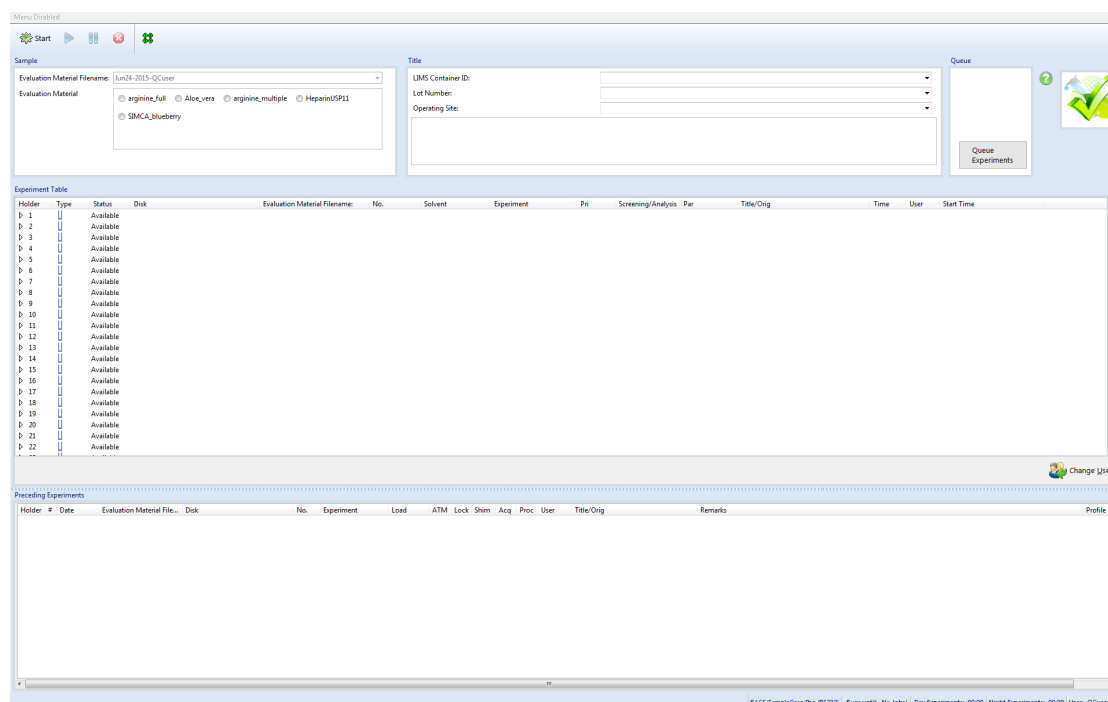 Menu Disabled
Start
Sample
Title
Queue
Evaluation Material Filename: Jun24-2015-QCuser
LIMS Container ID:
Evaluation Material
arginine_full Aloe_vera arginine_multiple HeparinUSP11
Lot Number:
SIMCA_blueberry
Operating Site:
Queue Experiments
Experiment Table
Holder Type Status Disk Evaluation Material Filename: No. Solvent Experiment Pri Screening/Analysis Par Title/Orig Time User Start Time
1 Available
2 Available
3 Available
4 Available
5 Available
6 Available
7 Available
8 Available
9 Available
10 Available
11 Available
12 Available
13 Available
14 Available
15 Available
16 Available
17 Available
18 Available
19 Available
20 Available
21 Available
22 Available
Change Use
Preceding Experiments
Holder # Date Evaluation Material File... Disk No. Experiment Load ATM Lock Shim Acq Proc User Title/Orig Remarks Profile